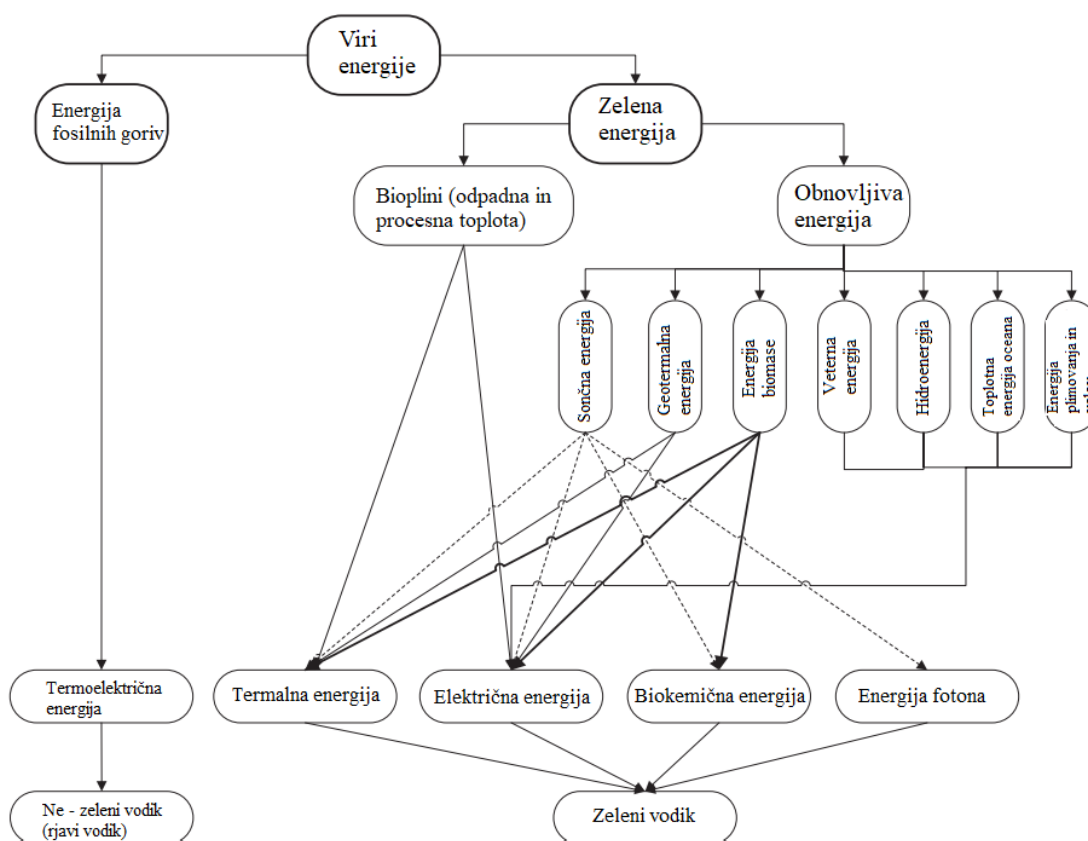 Viri
energije
Energija
fosilnih goriv
Zelena
energija
Bioplini (odpadna in
procesna toplota)
Obnovljiva
energija
Sončna energija
Geotermalna
energija
Energija
biomase
Veterna
energija
Hidroenergija
Toplotna
energija oceana
Energija
plimovanja in
Termoelektrična
energija
Termalna energija
Električna energija
Biokemična energija
Energija fotona
Ne - zeleni vodik
(rjavi vodik)
Zeleni vodik